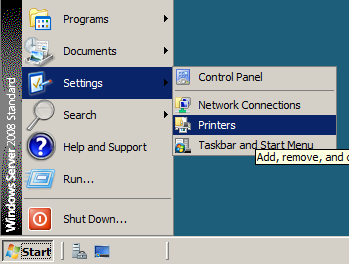 Programs
Documents
Settings
Search
Help and Support
Run...
Shut Down...
Control Panel
Network Connections
Printers
Taskbar and Start Menu
Add, remove, and
Windows Server 2008 Standard
Start